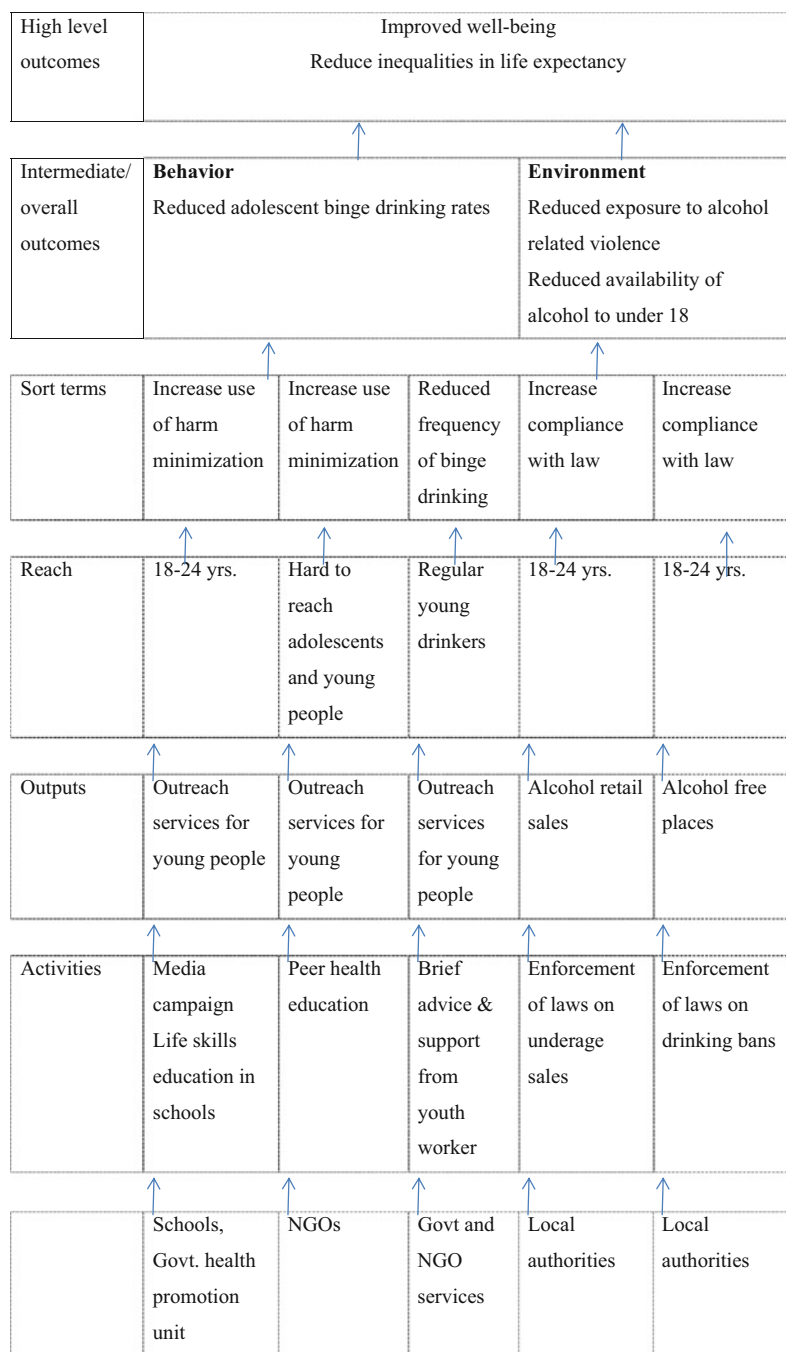 High level
outcomes
Improved well-being
Reduce inequalities in life expectancy
Intermediate/
overall
outcomes
Behavior
Reduced adolescent binge drinking rates
Environment
Reduced exposure to alcohol
related violence
Reduced availability of
alcohol to under 18
Sort terms
Increase use
of harm
minimization
Increase use
of harm
minimization
Reduced
frequency
of binge
drinking
Increase
compliance
with law
Increase
compliance
with law
Reach
18-24 yrs.
Hard to
reach
adolescents
and young
people
Regular
young
drinkers
18-24 yrs.
18-24 yrs.
Outputs
Outreach
services for
young people
Outreach
services for
young
people
Outreach
services
for young
people
Alcohol retail
sales
Alcohol free
places
Activities
Media
campaign
Life skills
education in
schools
Peer health
education
Brief
advice &
support
from
youth
worker
Enforcement
of laws on
underage
sales
Enforcement
of laws on
drinking bans
Schools,
Govt. health
promotion
unit
NGOs
Govt and
NGO
services
Local
authorities
Local
authorities